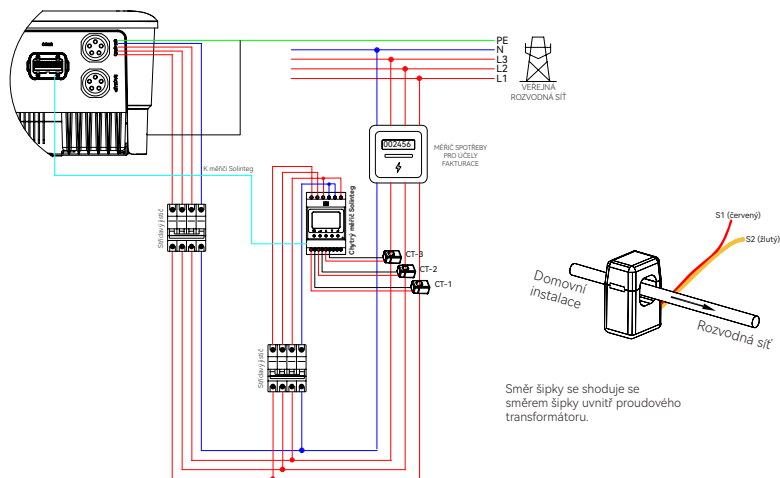 PE
N
L3
L2
L1
VEŘEJNÁ
ROZVODNÁ SÍŤ
002456
MĚŘIČ SPOTŘEBY
PRO ÚČELY
FAKTURACE
K měřiči Solinteg
Chytrý měřič Solinteg
Střídavý jistič
CT-3
CT-2
CT-1
Střídavý jistič
S1 (červený)
S2 (žlutý)
Domovní
instalace
Rozvodná síť
Směr šipky se shoduje se
směrem šipky uvnitř proudového
transformátoru.